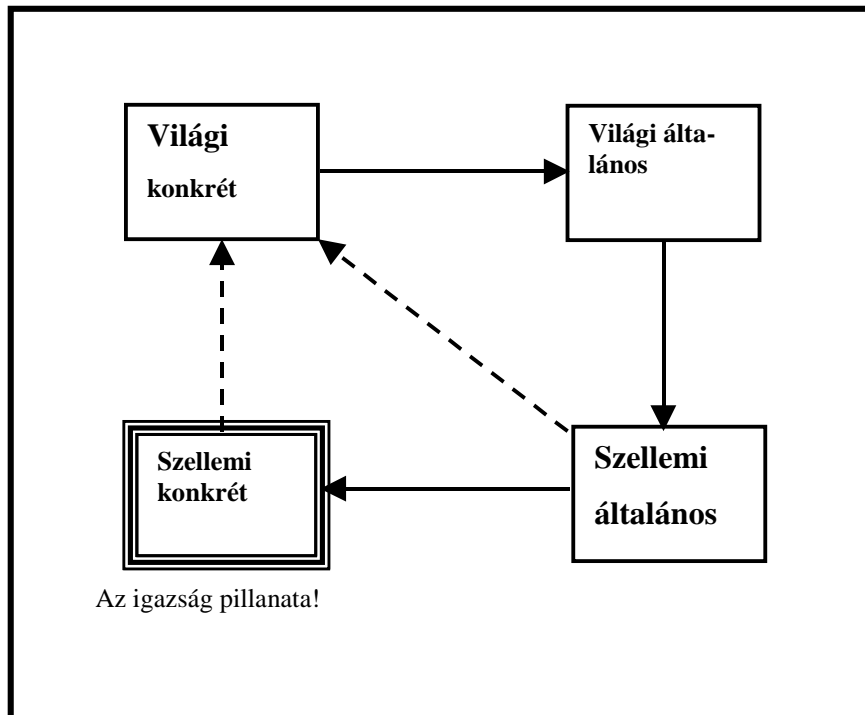 Világi
konkrét
Világi álta-
lános
Szellemi
konkrét
Szellemi
általános
Az igazság pillanata!